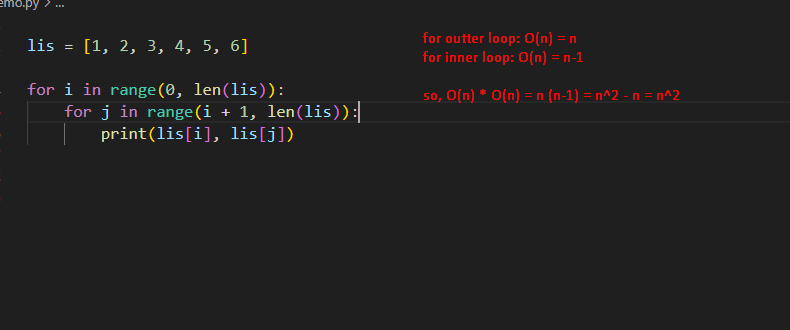 emo.py > ...
lis = [1, 2, 3, 4, 5, 6]
for i in range(0, len(lis)):
for j in range(i + 1, len(lis)):
print(lis[i], lis[j])
for outter loop: O(n) = n
for inner loop: O(n) = n-1
so, O(n) * O(n) = n (n-1) = n^2 - n = n^2